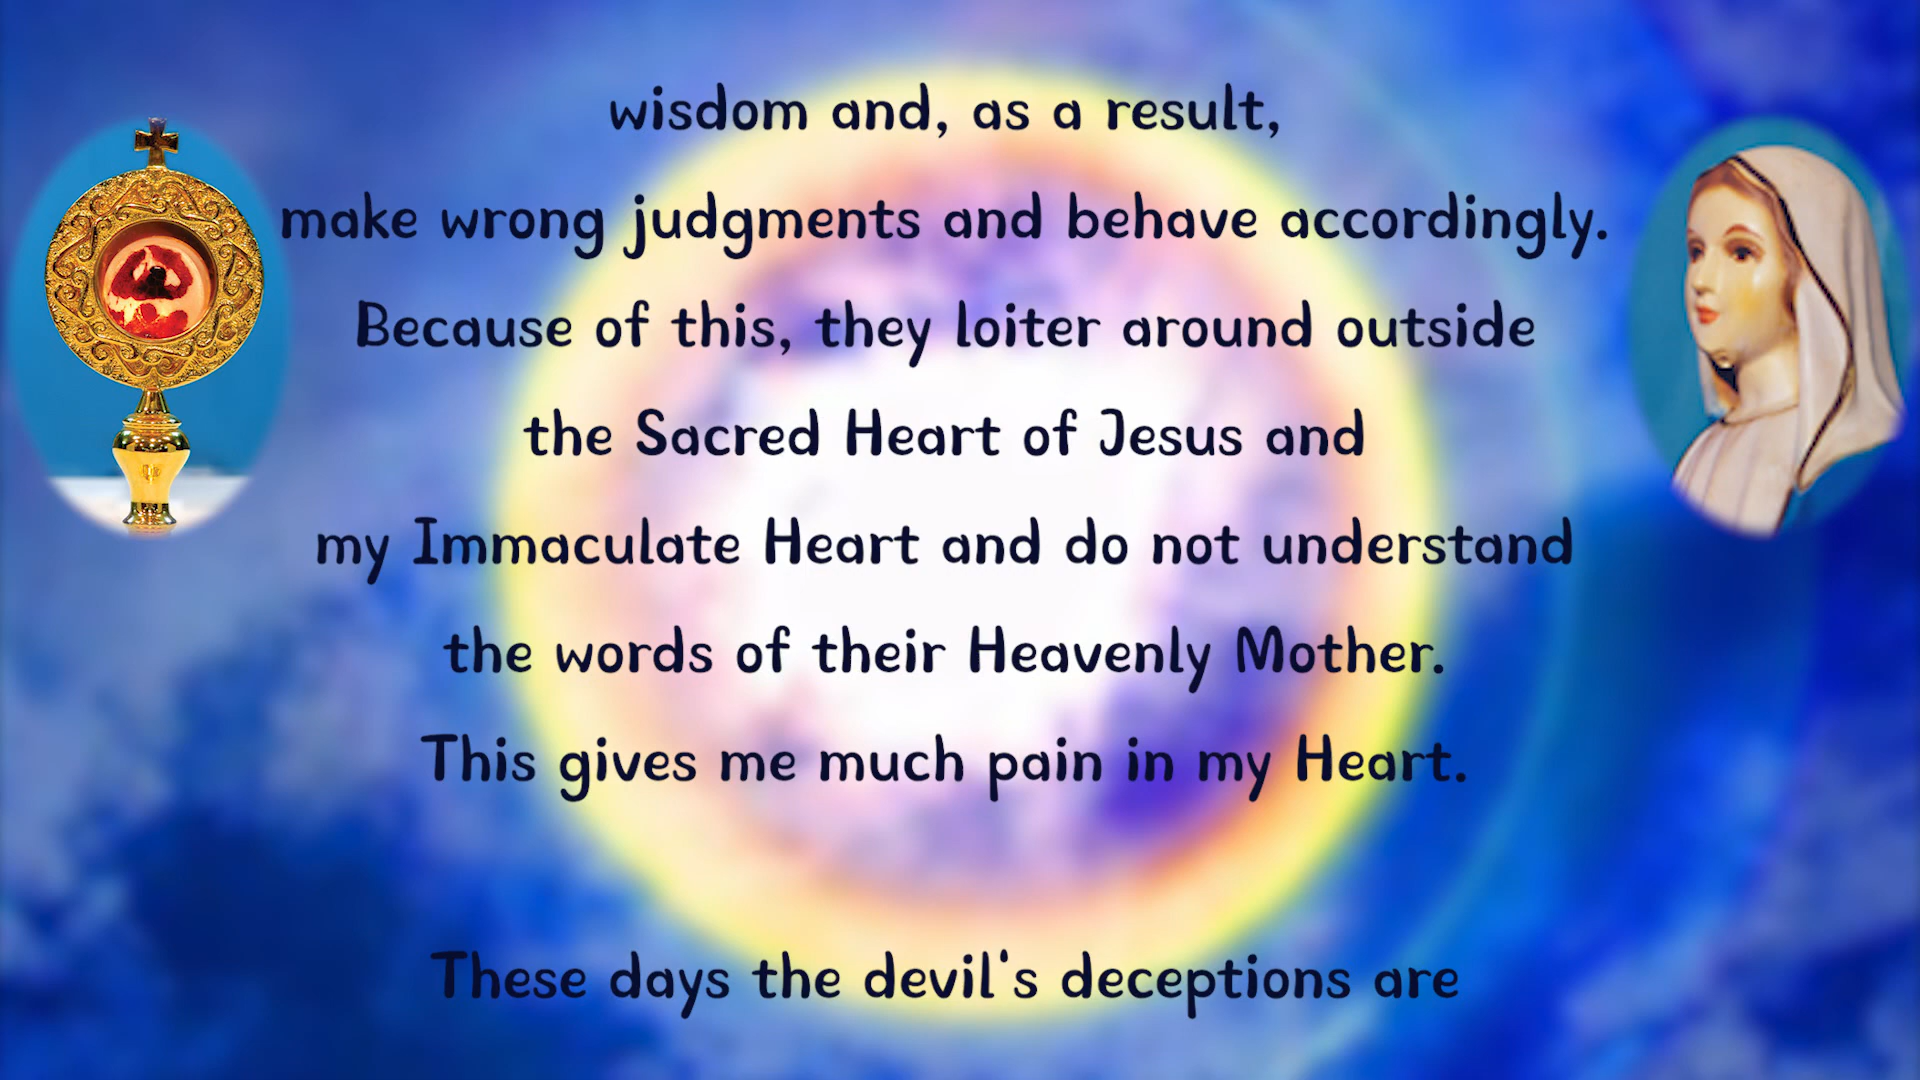 wisdom and, as a result,
make wrong judgments and behave accordingly.
Because of this, they loiter around outside
the Sacred Heart of Jesus and
my Immaculate Heart and do not understand
the words of their Heavenly Mother.
This gives me much pain in my Heart.
These days the devil's deceptions are